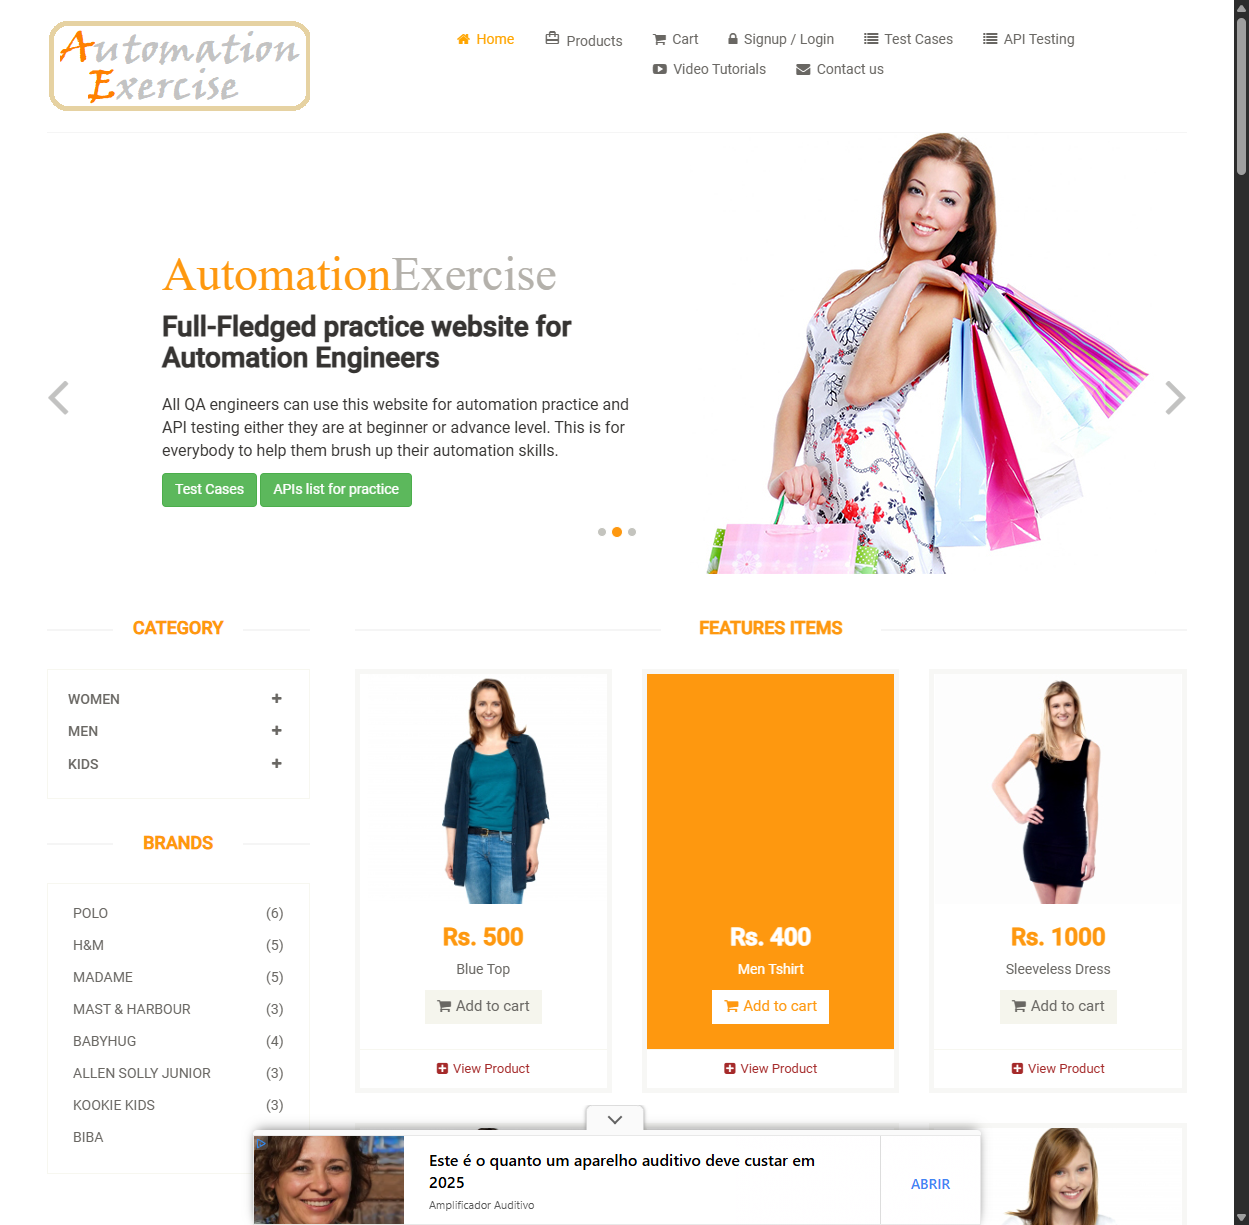 Automation
Exercise
Home
Products
Cart
Signup / Login
Test Cases
API Testing
Video Tutorials
Contact us
AutomationExercise
Full-Fledged practice website for
Automation Engineers
All QA engineers can use this website for automation practice and
API testing either they are at beginner or advance level. This is for
everybody to help them brush up their automation skills.
Test Cases
APIs list for practice
CATEGORY
WOMEN
MEN
KIDS
BRANDS
POLO (6)
H&M (5)
MADAME (5)
MAST & HARBOUR (3)
BABYHUG (4)
ALLEN SOLLY JUNIOR (3)
KOOKIE KIDS (3)
BIBA
FEATURES ITEMS
Rs. 500
Blue Top
Add to cart
View Product
Rs. 400
Men Tshirt
Add to cart
View Product
Rs. 1000
Sleeveless Dress
Add to cart
View Product
Este é o quanto um aparelho auditivo deve custar em
2025
Amplificador Auditivo
ABRIR